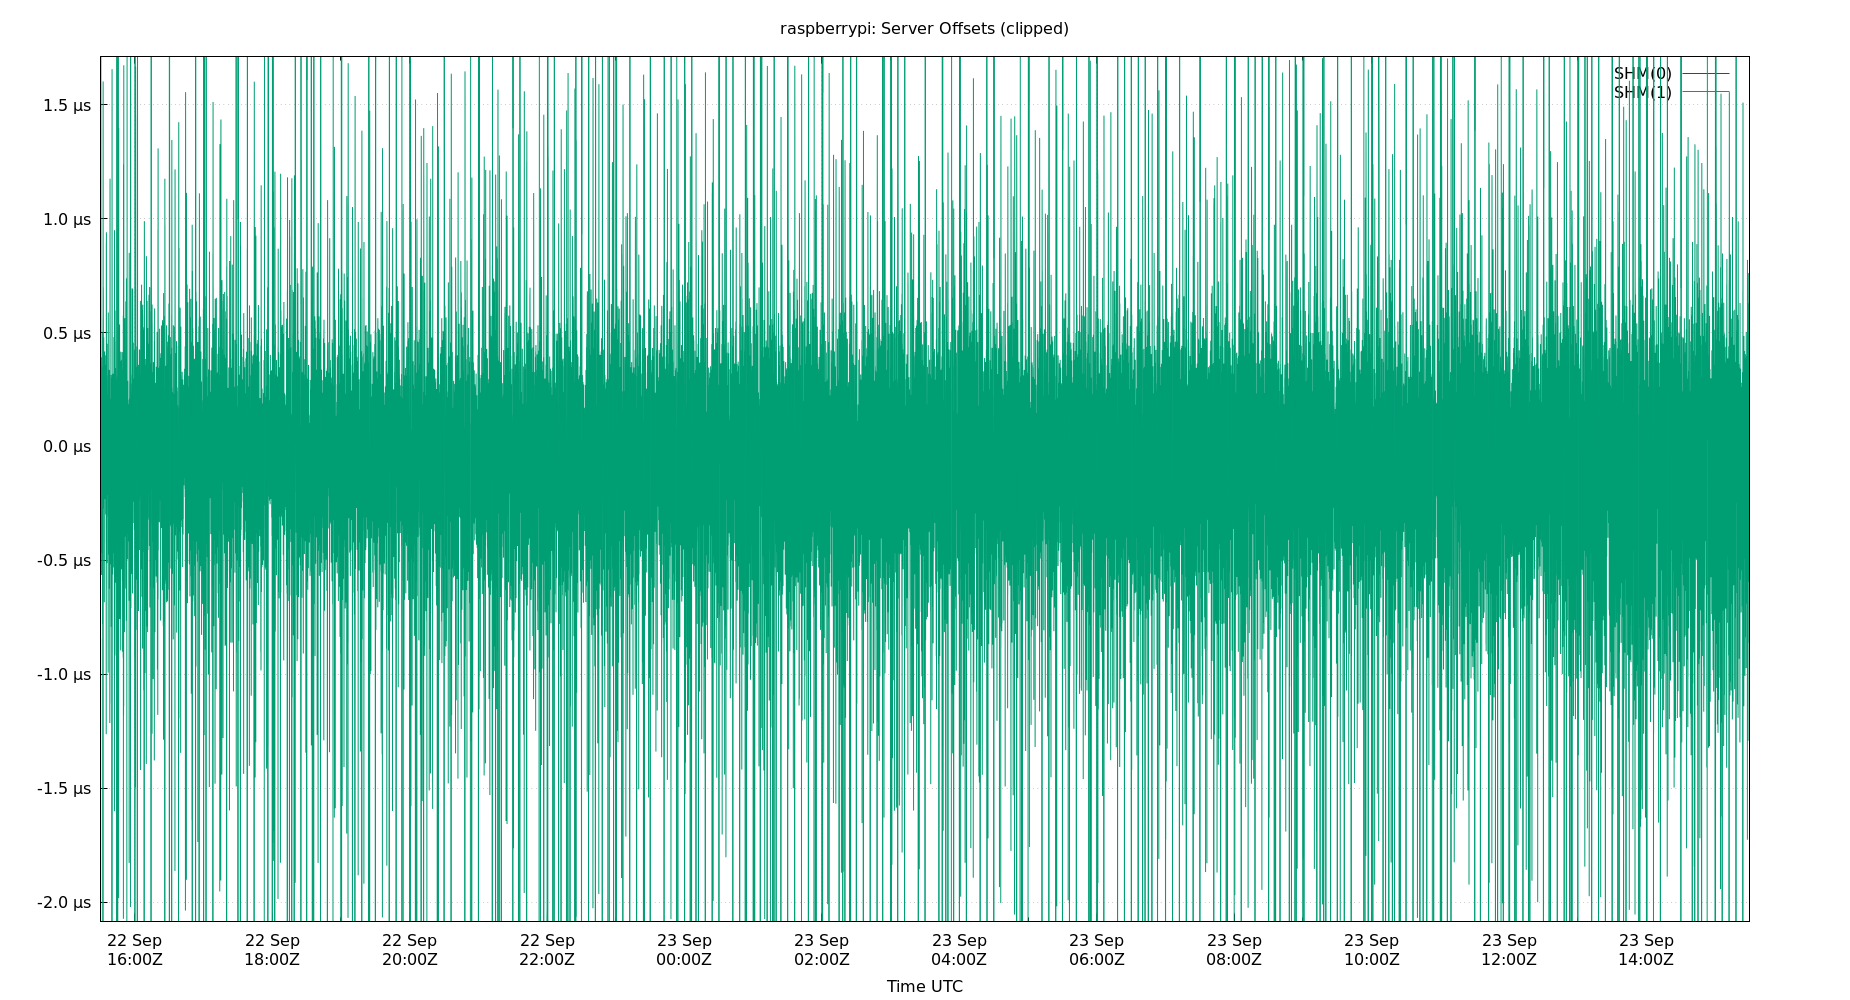 raspberrypi: Server Offsets (clipped)
SHM(0)
SHM(1)
1.5 µs
1.0 µs
0.5 µs
0.0 µs
-0.5 µs
-1.0 µs
-1.5 µs
-2.0 µs
22 Sep 22 Sep 22 Sep 22 Sep 23 Sep 23 Sep 23 Sep 23 Sep 23 Sep 23 Sep 23 Sep 23 Sep
16:00Z 18:00Z 20:00Z 22:00Z 00:00Z 02:00Z 04:00Z 06:00Z 08:00Z 10:00Z 12:00Z 14:00Z
Time UTC